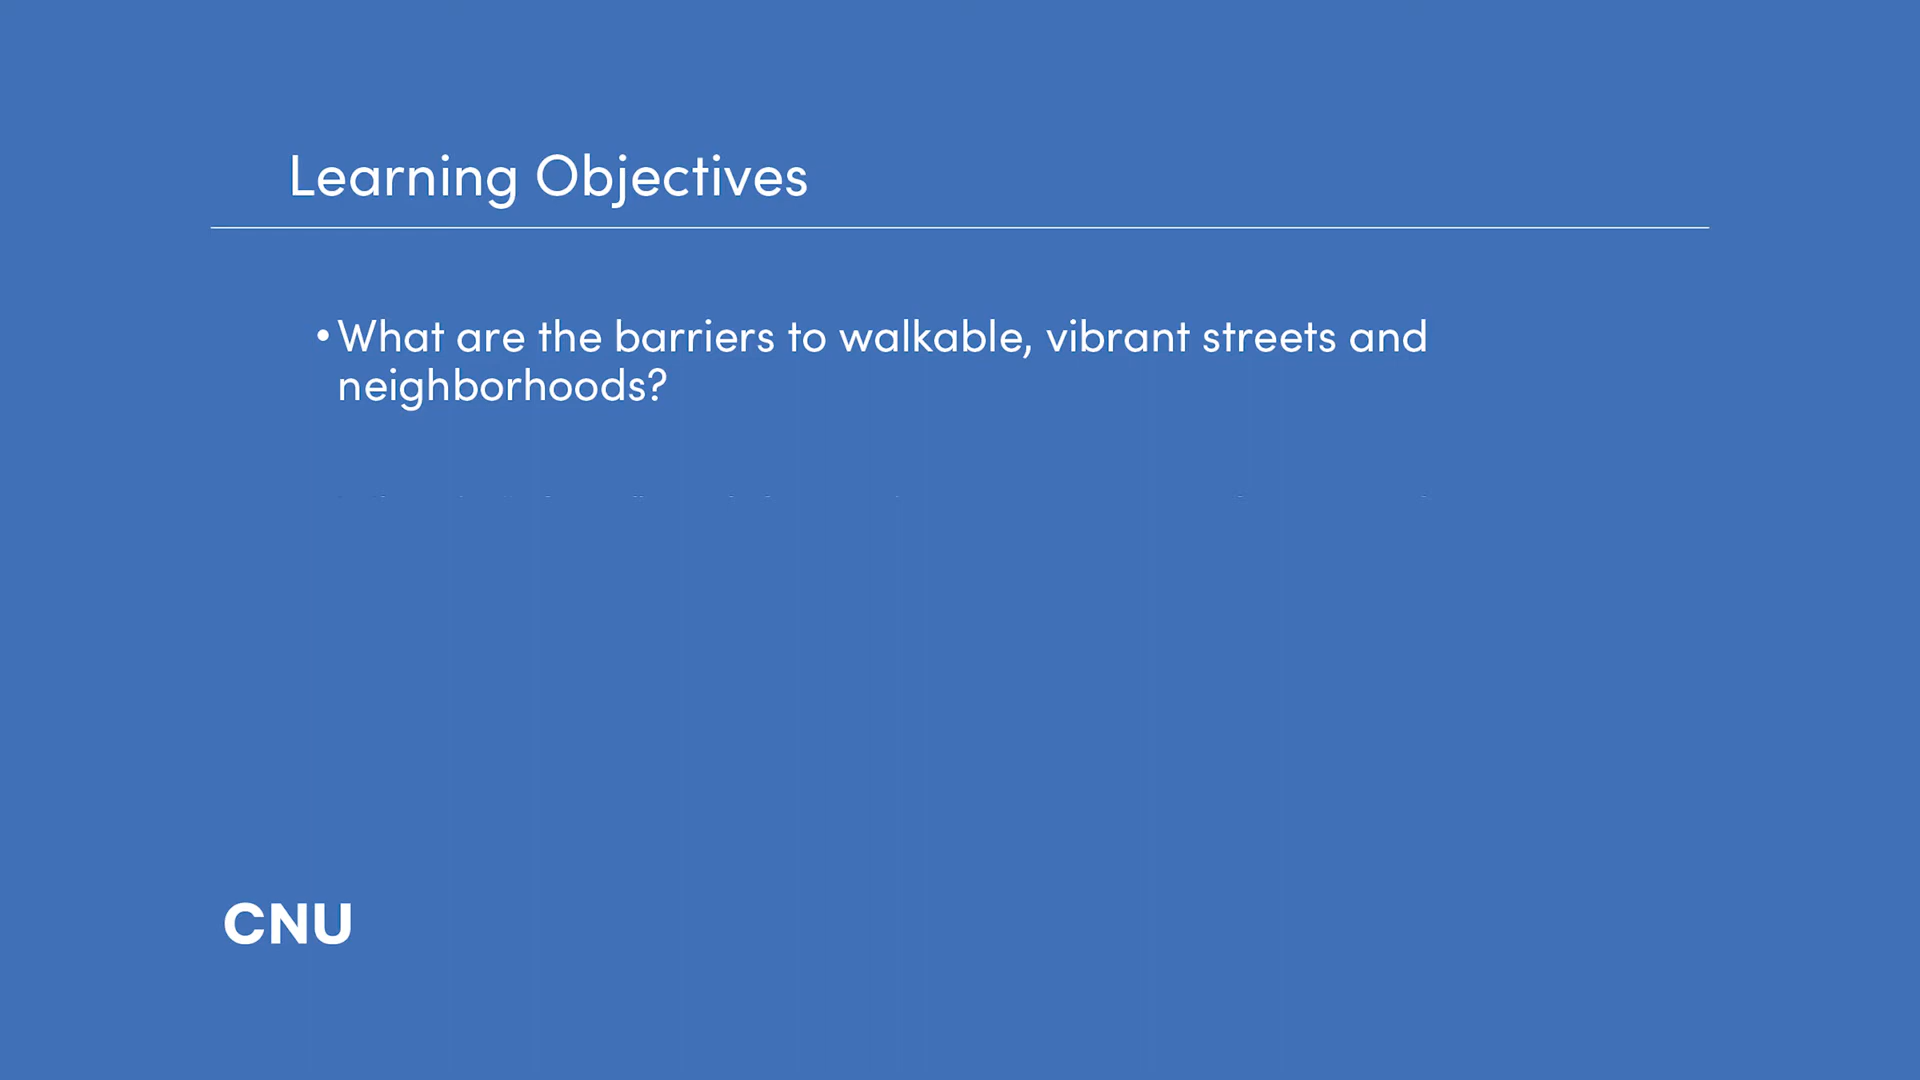 Learning Objectives
• What are the barriers to walkable, vibrant streets and
neighborhoods?
CNU